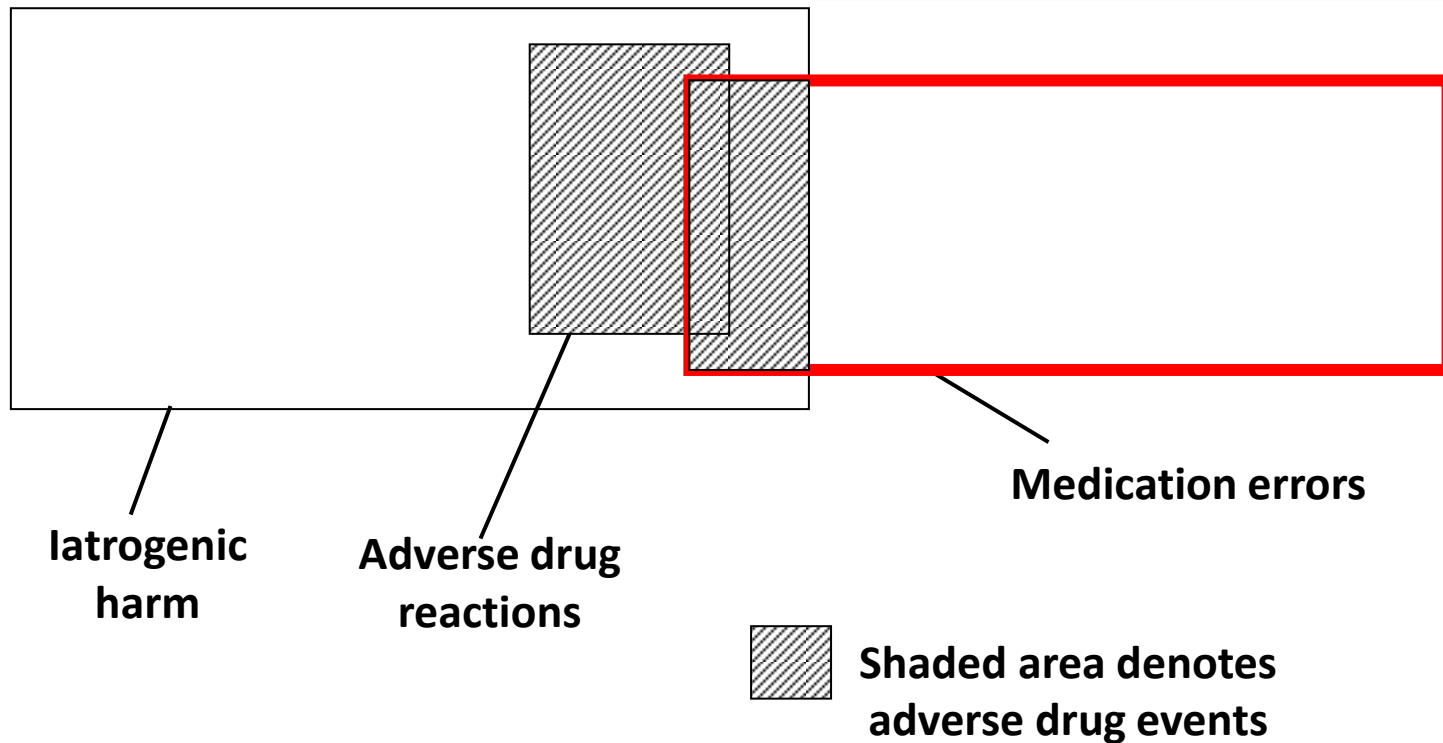 Medication errors
Iatrogenic
harm
Adverse drug
reactions
Shaded area denotes
adverse drug events